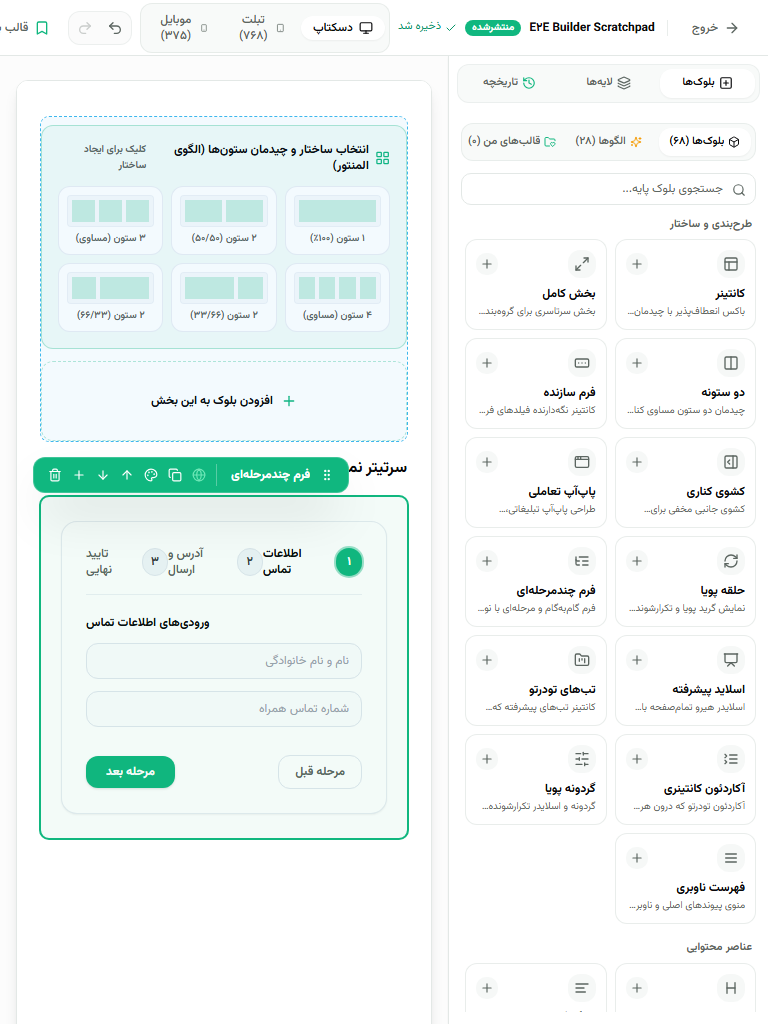 خروج
E۲E Builder Scratchpad
منتشرشده
ذخیره شد
دسکتاپ
تبلت (۷۶۸)
موبایل (۳۷۵)
قالب
بلوک‌ها
لایه‌ها
تاریخچه
بلوک‌ها (۶۸)
الگوها (۲۸)
قالب‌های من (۰)
جستجوی بلوک پایه...
طرح‌بندی و ساختار
کانتینر
باکس انعطاف‌پذیر با چیدمان...
بخش کامل
بخش سرتاسری برای گروه‌بند...
دو ستونه
چیدمان دو ستون مساوی کنا...
فرم سازنده
کانتینر نگه‌دارنده فیلدهای فر...
کشوی کناری
کشوی جانبی مخفی برای...
پاپ‌آپ تعاملی
طراحی پاپ‌آپ تبلیغاتی،...
حلقه پویا
نمایش گرید پویا و تکرارشوند...
فرم چندمرحله‌ای
فرم گام‌به‌گام و مرحله‌ای با نو...
اسلاید پیشرفته
اسلایدر هیرو تمام‌صفحه با...
تب‌های تودرتو
کانتینر تب‌های پیشرفته که...
آکاردئون کانتینری
آکاردئون تودرتو که درون هر...
گردونه پویا
گردونه و اسلایدر تکرارشونده...
فهرست ناوبری
منوی پیوندهای اصلی و ناوبر...
عناصر محتوایی
انتخاب ساختار و چیدمان ستون‌ها (الگوی المنتور)
کلیک برای ایجاد ساختار
۱ ستون (۱۰۰٪)
۲ ستون (۵۰/۵۰)
۳ ستون (مساوی)
۴ ستون (مساوی)
۲ ستون (۳۳/۶۶)
۲ ستون (۶۶/۳۳)
افزودن بلوک به این بخش
سرتیتر نم
فرم چندمرحله‌ای
۱
اطلاعات تماس
۲
آدرس و ارسال
۳
تایید نهایی
ورودی‌های اطلاعات تماس
نام و نام خانوادگی
شماره تماس همراه
مرحله قبل
مرحله بعد